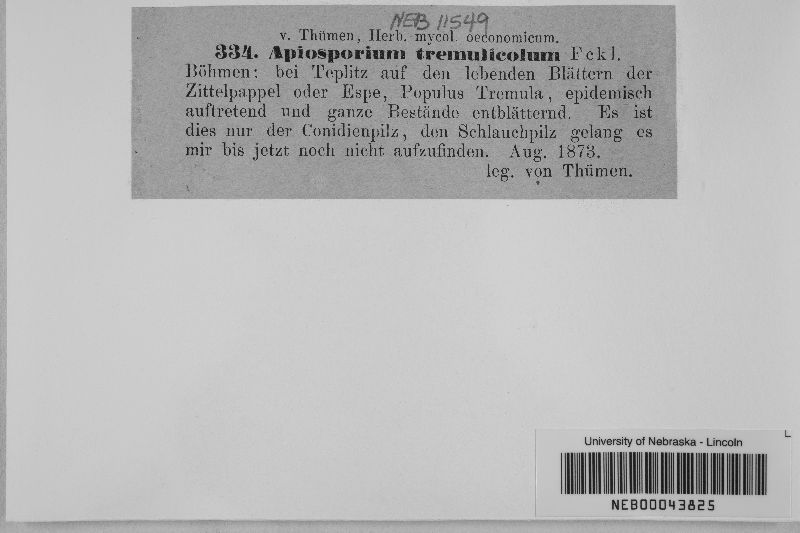 NEB 11549
v. Thümen, Herb. mycol. oeconomicum.
334. Apiosporium tremulicolum Fckl.
Böhmen: bei Teplitz auf den lebenden Blättern der
Zittelpappel oder Espe, Populus Tremula, epidemisch
auftretend und ganze Bestände entblätternd. Es ist
dies nur der Conidienpilz, den Schlauchpilz gelang es
mir bis jetzt noch nicht aufzufinden. Aug. 1873.
leg. von Thümen.
L
University of Nebraska - Lincoln
NEB00043825